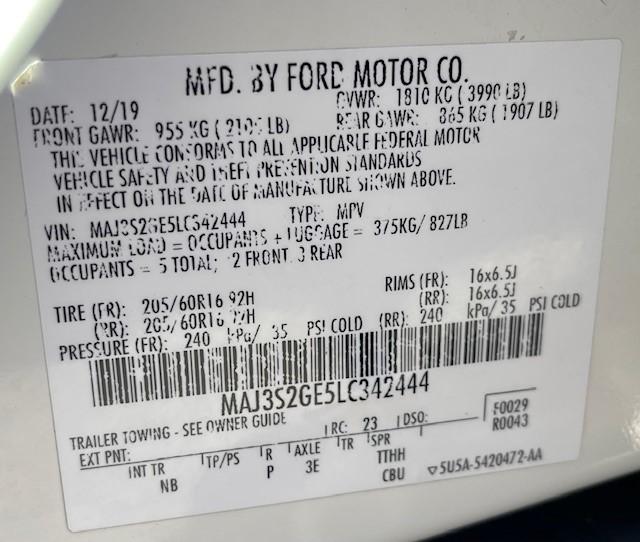 MFD. BY FORD MOTOR CO.
DATE: 12/19 GVWR: 1810 KG ( 3990 LB)
FRONT GAWR: 955 KG ( 2105 LB) REAR GAWR: 865 KG ( 1907 LB)
THIS VEHICLE CONFORMS TO ALL APPLICABLE FEDERAL MOTOR
VEHICLE SAFETY AND THEFT PREVENTION STANDARDS
IN EFFECT ON THE DATE OF MANUFACTURE SHOWN ABOVE.
VIN: MAJ3S2GE5LC342444 TYPE: MPV
MAXIMUM LOAD = OCCUPANTS + LUGGAGE = 375KG/ 827LB
OCCUPANTS = 5 TOTAL; 2 FRONT, 3 REAR
TIRE (FR): 205/60R16 92H RIMS (FR): 16x6.5J
(RR): 205/60R16 92H (RR): 16x6.5J
PRESSURE (FR): 240 kPa/ 35 PSI COLD (RR): 240 kPa/ 35 PSI COLD
MAJ3S2GE5LC342444
TRAILER TOWING - SEE OWNER GUIDE RC: 23 DSO: F0029
R0043
EXT PNT: INT TR TP/PS R AXLE TR SPR
NB P 3E TTHH
CBU ▽5U5A-5420472-AA